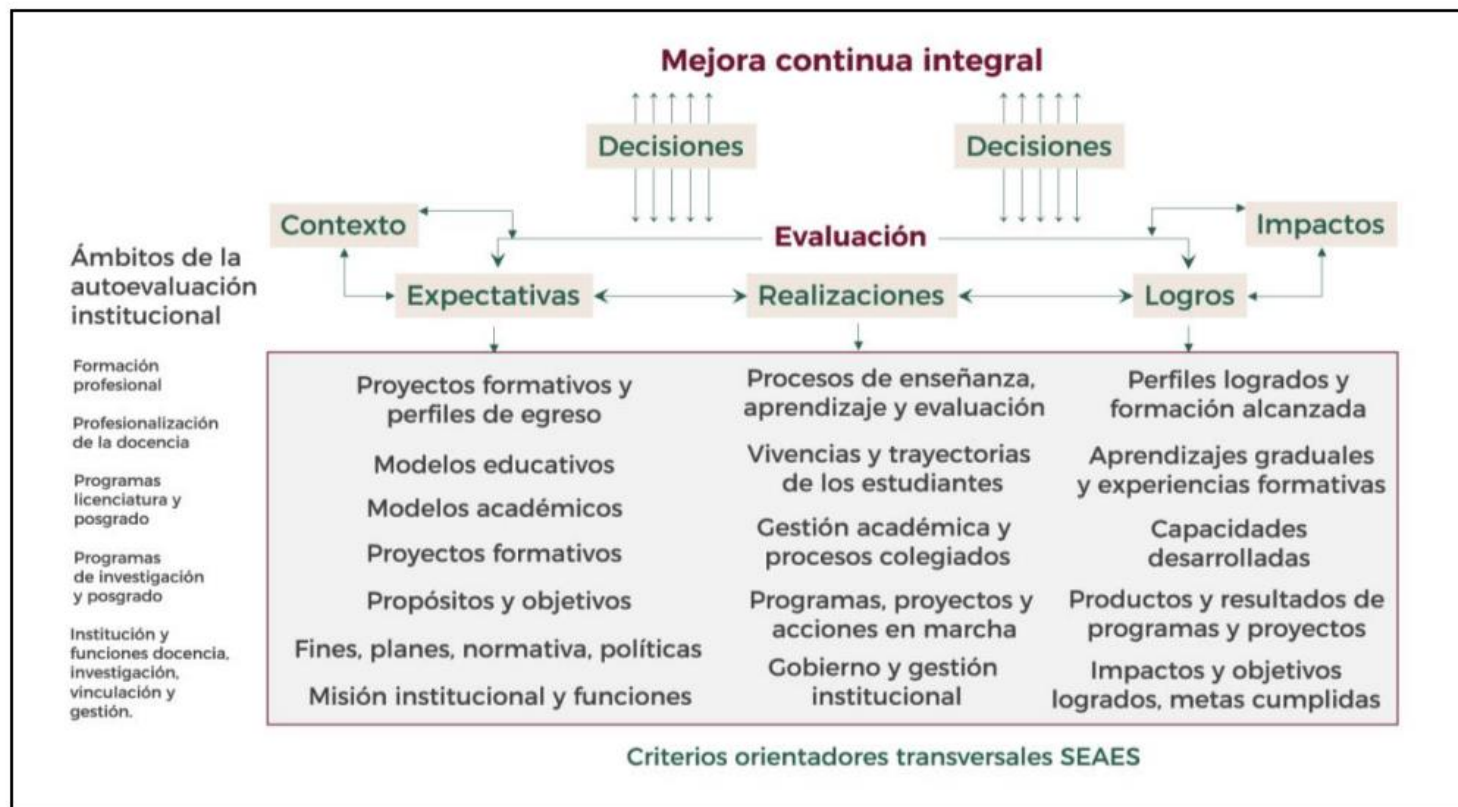 Mejora continua integral
Decisiones
Decisiones
Contexto
Impactos
Evaluación
Ámbitos de la
autoevaluación
institucional
Expectativas
Realizaciones
Logros
Formación
profesional
Profesionalización
de la docencia
Programas
licenciatura y
posgrado
Programas
de investigación
y posgrado
Institución y
funciones docencia,
investigación,
vinculación y
gestión.
Proyectos formativos y
perfiles de egreso
Modelos educativos
Modelos académicos
Proyectos formativos
Propósitos y objetivos
Fines, planes, normativa, políticas
Misión institucional y funciones
Procesos de enseñanza,
aprendizaje y evaluación
Vivencias y trayectorias
de los estudiantes
Gestión académica y
procesos colegiados
Programas, proyectos y
acciones en marcha
Gobierno y gestión
institucional
Perfiles logrados y
formación alcanzada
Aprendizajes graduales
y experiencias formativas
Capacidades
desarrolladas
Productos y resultados de
programas y proyectos
Impactos y objetivos
logrados, metas cumplidas
Criterios orientadores transversales SEAES